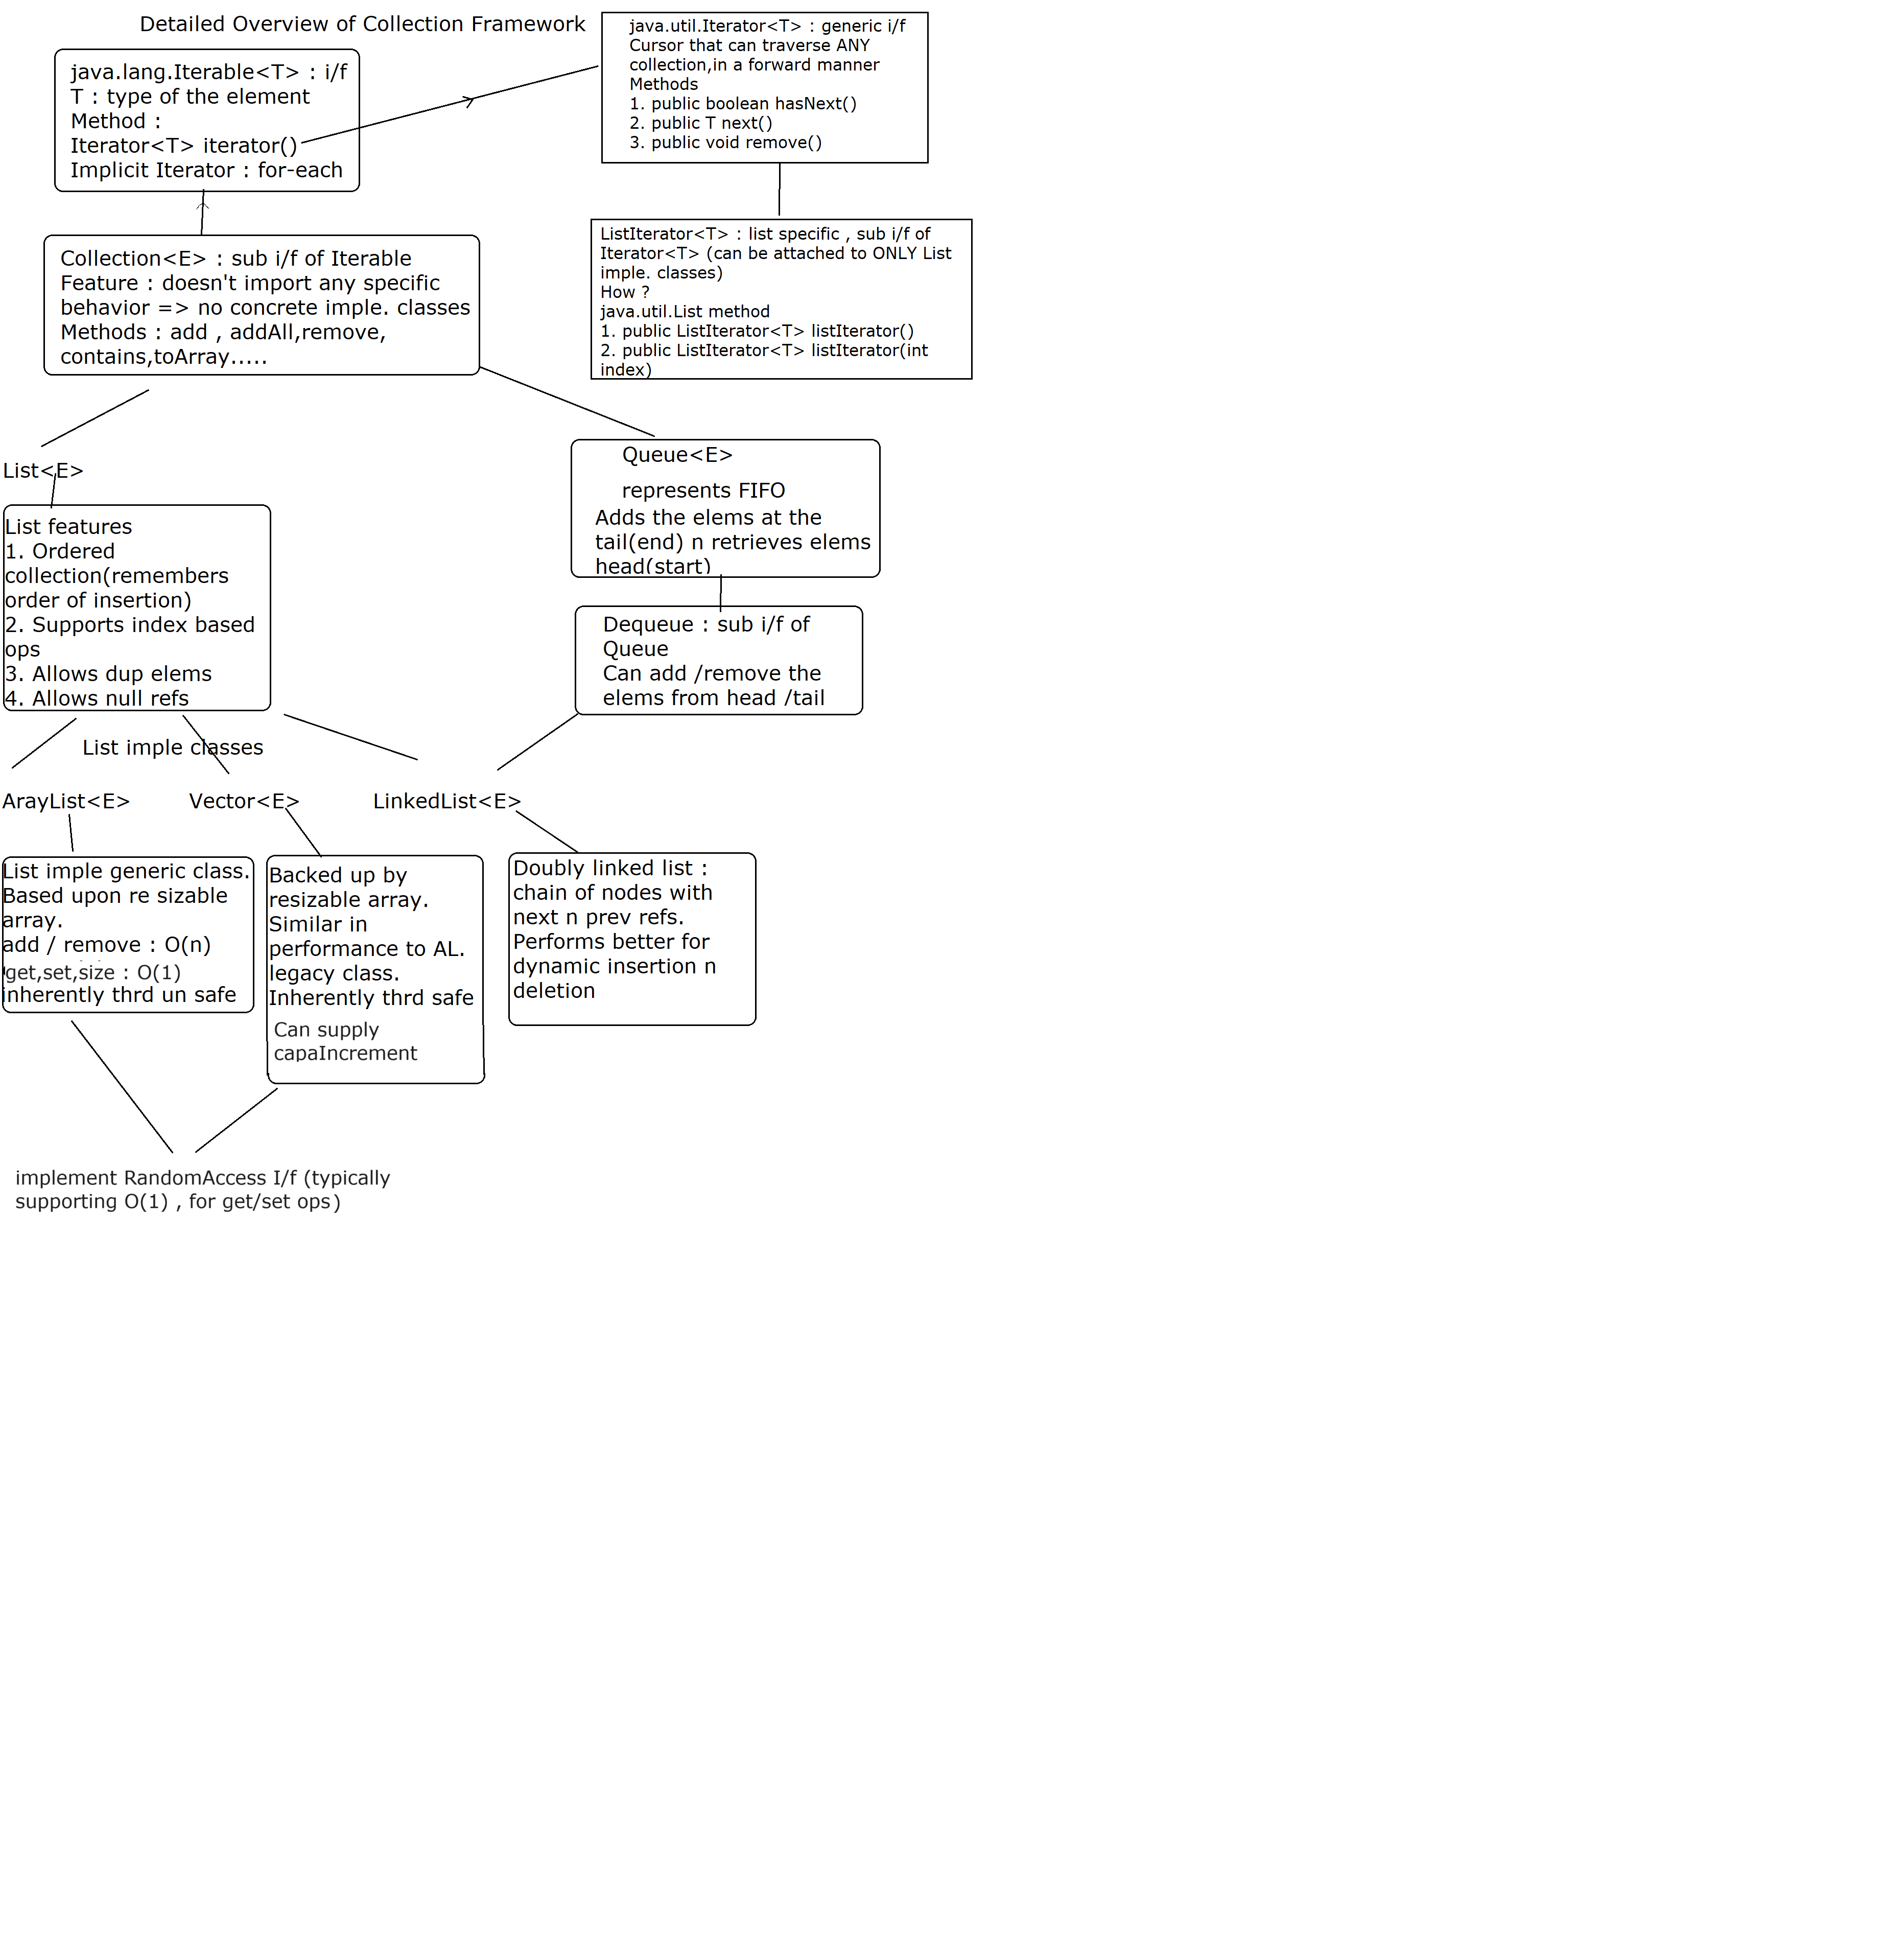 Detailed Overview of Collection Framework
java.lang.Iterable<T> : i/f
T : type of the element
Method :
Iterator<T> iterator()
Implicit Iterator : for-each
java.util.Iterator<T> : generic i/f
Cursor that can traverse ANY
collection,in a forward manner
Methods
1. public boolean hasNext()
2. public T next()
3. public void remove()
Collection<E> : sub i/f of Iterable
Feature : doesn't import any specific
behavior => no concrete imple. classes
Methods : add , addAll,remove,
contains,toArray.....
ListIterator<T> : list specific , sub i/f of
Iterator<T> (can be attached to ONLY List
imple. classes)
How ?
java.util.List method
1. public ListIterator<T> listIterator()
2. public ListIterator<T> listIterator(int
index)
List<E>
List features
1. Ordered
collection(remembers
order of insertion)
2. Supports index based
ops
3. Allows dup elems
4. Allows null refs
Queue<E>
represents FIFO
Adds the elems at the
tail(end) n retrieves elems
head(start)
Dequeue : sub i/f of
Queue
Can add /remove the
elems from head /tail
List imple classes
ArayList<E>
Vector<E>
LinkedList<E>
List imple generic class.
Based upon re sizable
array.
add / remove : O(n)
get,set,size : O(1)
inherently thrd un safe
Backed up by
resizable array.
Similar in
performance to AL.
legacy class.
Inherently thrd safe
Can supply
capaIncrement
Doubly linked list :
chain of nodes with
next n prev refs.
Performs better for
dynamic insertion n
deletion
implement RandomAccess I/f (typically
supporting O(1) , for get/set ops)